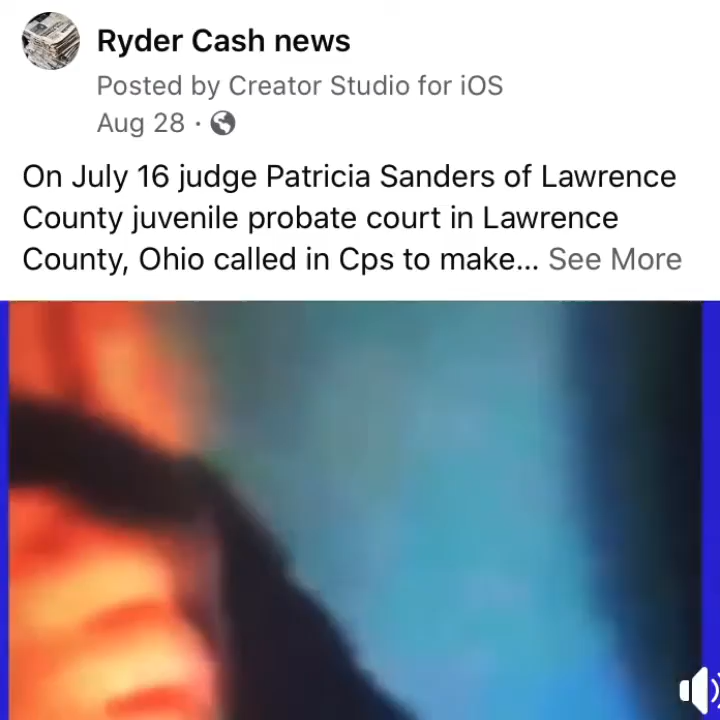 Ryder Cash news
Posted by Creator Studio for iOS
Aug 28 ·
On July 16 judge Patricia Sanders of Lawrence
County juvenile probate court in Lawrence
County, Ohio called in Cps to make... See More